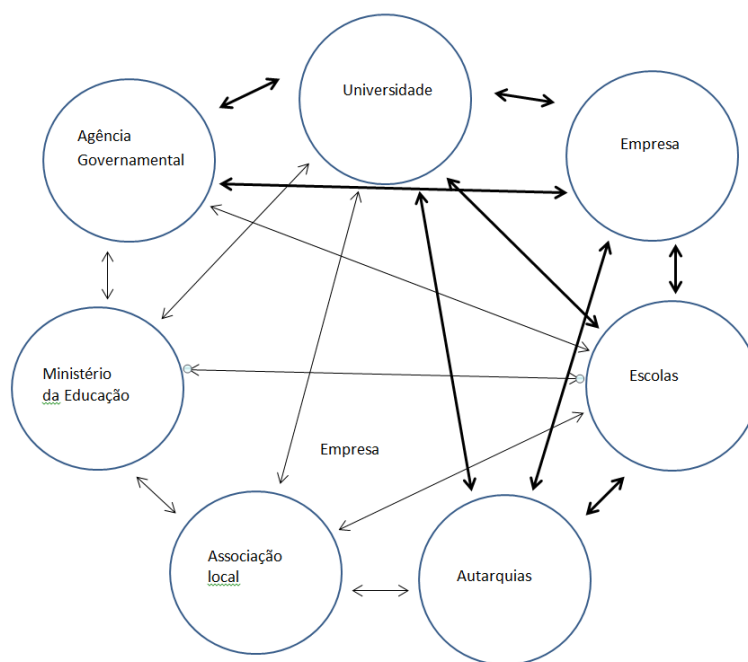 Universidade
Agência
Governamental
Empresa
Ministério
da Educação
Escolas
Empresa
Associação
local
Autarquias